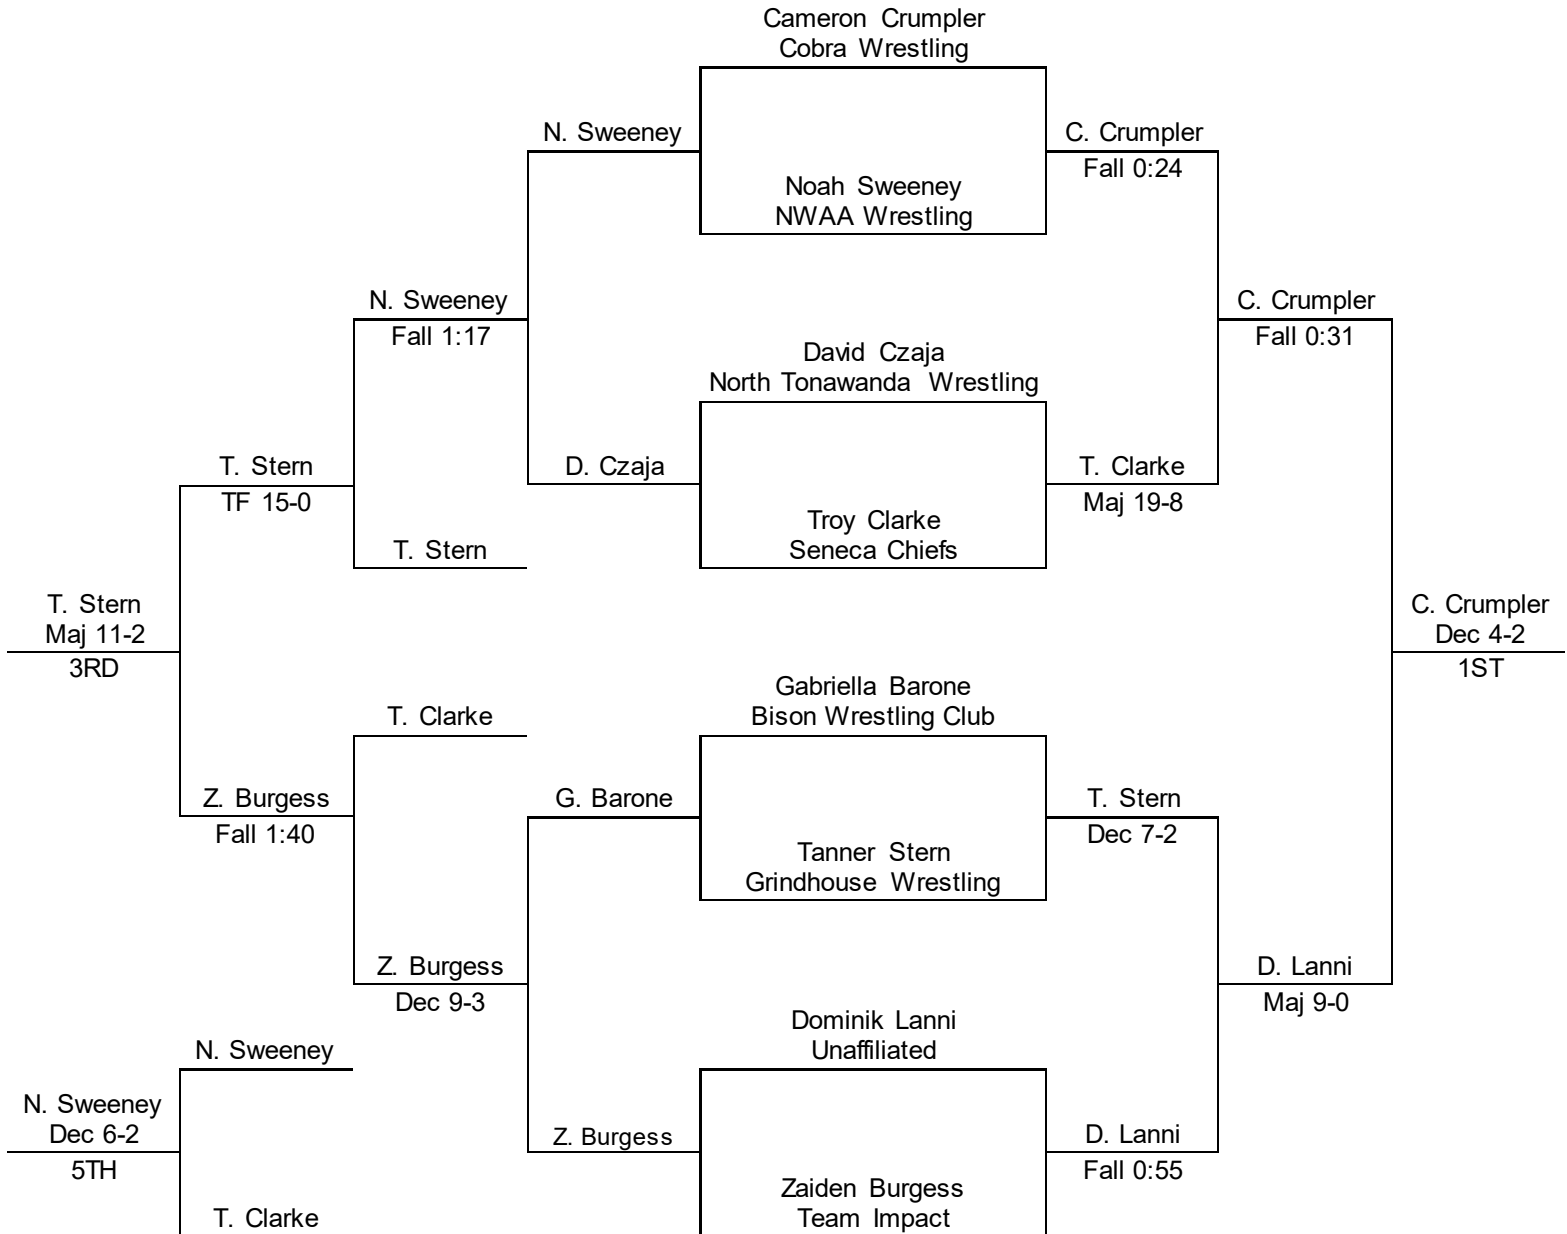 Cameron Crumpler
Cobra Wrestling
N. Sweeney
C. Crumpler
Fall 0:24
Noah Sweeney
NWAA Wrestling
N. Sweeney
Fall 1:17
C. Crumpler
Fall 0:31
David Czaja
North Tonawanda Wrestling
T. Stern
TF 15-0
D. Czaja
T. Clarke
Maj 19-8
Troy Clarke
Seneca Chiefs
T. Stern
T. Stern
Maj 11-2
3RD
C. Crumpler
Dec 4-2
1ST
Gabriella Barone
Bison Wrestling Club
T. Clarke
Z. Burgess
Fall 1:40
G. Barone
T. Stern
Dec 7-2
Tanner Stern
Grindhouse Wrestling
Z. Burgess
Dec 9-3
D. Lanni
Maj 9-0
Dominik Lanni
Unaffiliated
N. Sweeney
N. Sweeney
Dec 6-2
5TH
Z. Burgess
D. Lanni
Fall 0:55
Zaiden Burgess
Team Impact
T. Clarke